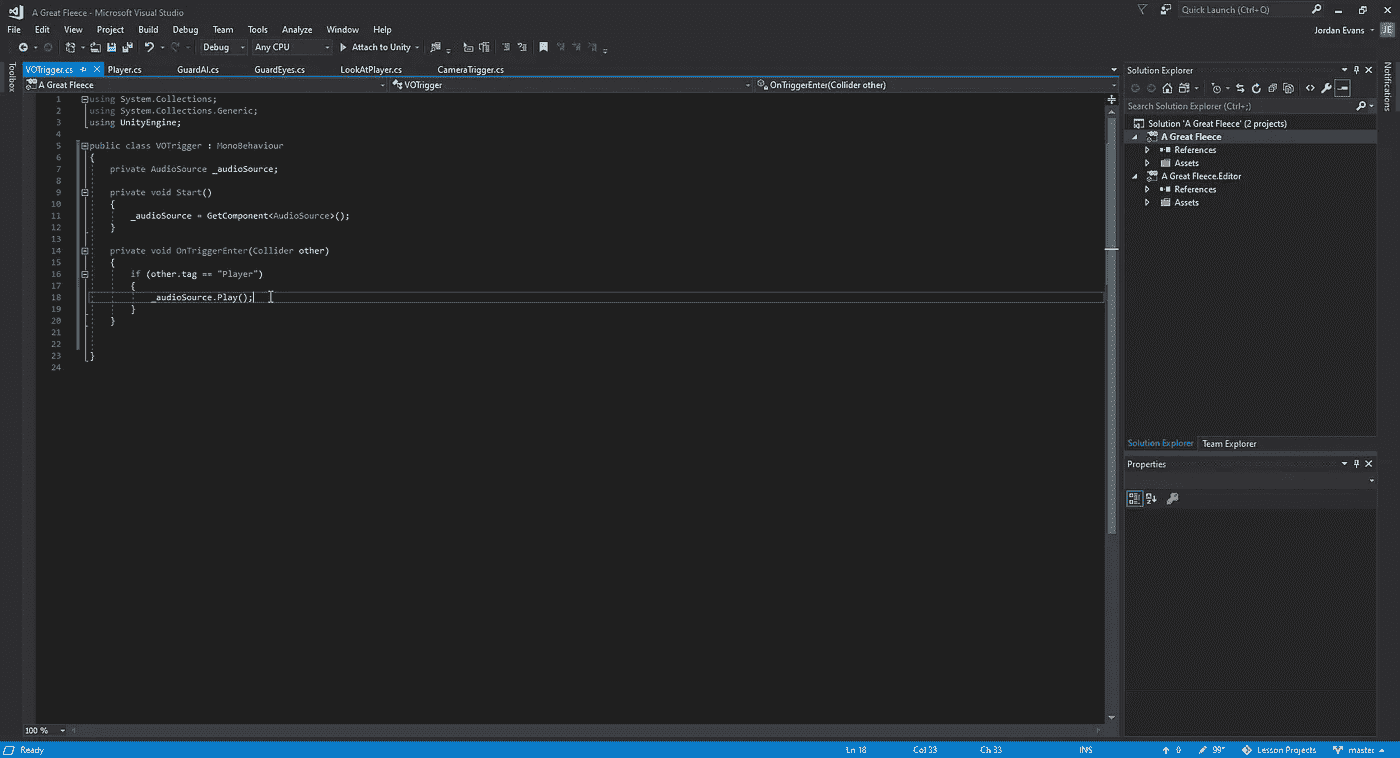 A Great Fleece - Microsoft Visual Studio
Quick Launch (Ctrl+Q)
File Edit View Project Build Debug Team Tools Analyze Window Help
Jordan Evans JE
Debug Any CPU Attach to Unity
Toolbox
VOTrigger.cs Player.cs GuardAI.cs GuardEyes.cs LookAtPlayer.cs CameraTrigger.cs
A Great Fleece VOTrigger OnTriggerEnter(Collider other)
1 using System.Collections;
2 using System.Collections.Generic;
3 using UnityEngine;
4
5 public class VOTrigger : MonoBehaviour
6 {
7 private AudioSource _audioSource;
8
9 private void Start()
10 {
11 _audioSource = GetComponent<AudioSource>();
12 }
13
14 private void OnTriggerEnter(Collider other)
15 {
16 if (other.tag == "Player")
17 {
18 _audioSource.Play();
19 }
20 }
21
22
23 }
24
100 %
Solution Explorer
Search Solution Explorer (Ctrl+;)
Solution 'A Great Fleece' (2 projects)
A Great Fleece
References
Assets
A Great Fleece.Editor
References
Assets
Solution Explorer Team Explorer
Properties
Notifications
Ready Ln 18 Col 33 Ch 33 INS 0 99* Lesson Projects master